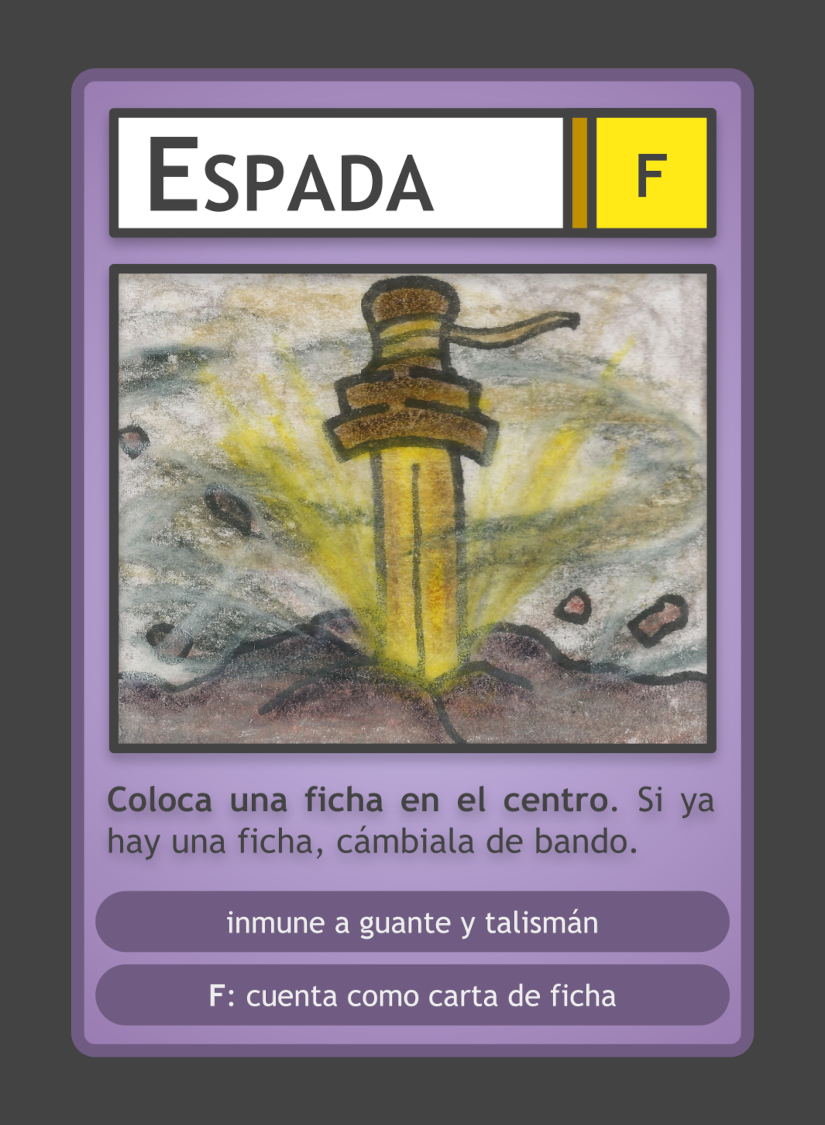 Espada
F
Coloca una ficha en el centro. Si ya
hay una ficha, cámbiala de bando.
inmune a guante y talismán
F: cuenta como carta de ficha